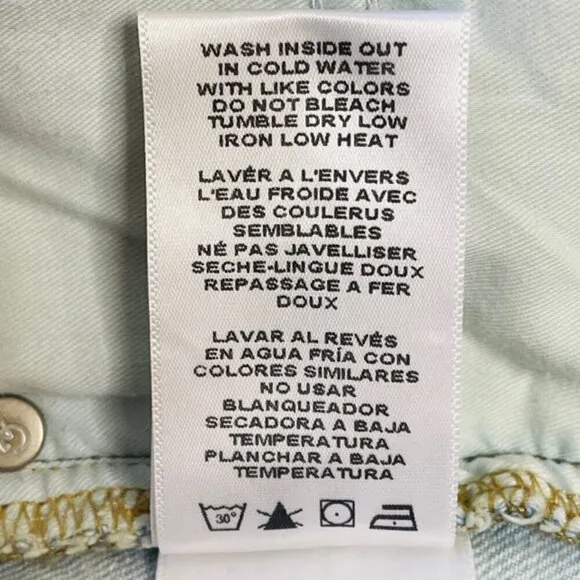 WASH INSIDE OUT
IN COLD WATER
WITH LIKE COLORS
DO NOT BLEACH
TUMBLE DRY LOW
IRON LOW HEAT
LAVÉR A L'ENVERS
L'EAU FROIDE AVEC
DES COULERUS
SEMBLABLES
NÉ PAS JAVELLISER
SECHE-LINGUE DOUX
REPASSAGE A FER
DOUX
LAVAR AL REVÉS
EN AGUA FRÍA CON
COLORES SIMILARES
NO USAR
BLANQUEADOR
SECADORA A BAJA
TEMPERATURA
PLANCHAR A BAJA
TEMPERATURA
30°